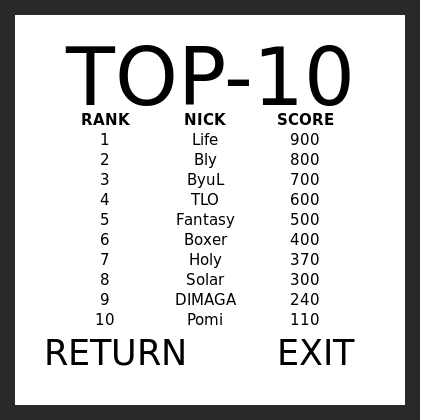 TOP-10
RANK NICK SCORE
1 Life 900
2 Bly 800
3 ByuL 700
4 TLO 600
5 Fantasy 500
6 Boxer 400
7 Holy 370
8 Solar 300
9 DIMAGA 240
10 Pomi 110
RETURN EXIT